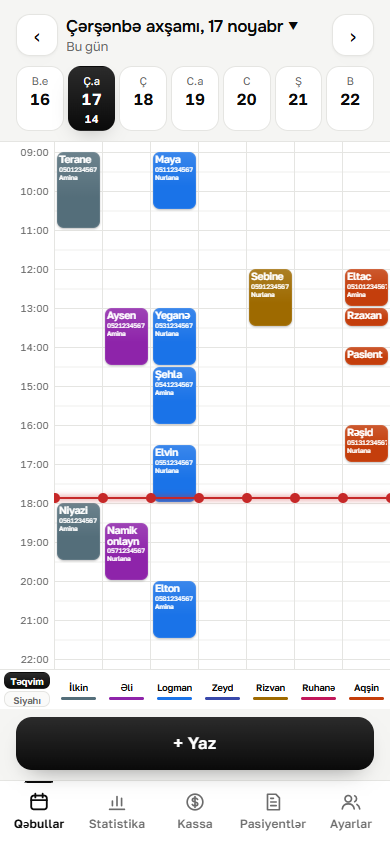 ‹
Çərşənbə axşamı, 17 noyabr ▼
Bu gün
›
B.e
16
Ç.a
17
14
Ç
18
C.a
19
C
20
Ş
21
B
22
09:00
10:00
11:00
12:00
13:00
14:00
15:00
16:00
17:00
18:00
19:00
20:00
21:00
22:00
Terane
0501234567
Amina
Niyazi
0561234567
Amina
Aysen
0521234567
Amina
Namik
onlayn
0571234567
Nurlana
Maya
0511234567
Nurlana
Yeganə
0531234567
Nurlana
Şehla
0541234567
Amina
Elvin
0551234567
Nurlana
Elton
0581234567
Amina
Sebine
0591234567
Nurlana
Eltac
0510123456
Amina
Rzaxan
Pasient
Rəşid
0513123456
Nurlana
Təqvim
Siyahı
İlkin
Əli
Logman
Zeyd
Rizvan
Ruhanə
Aqşin
+ Yaz
Qəbullar
Statistika
Kassa
Pasiyentlər
Ayarlar